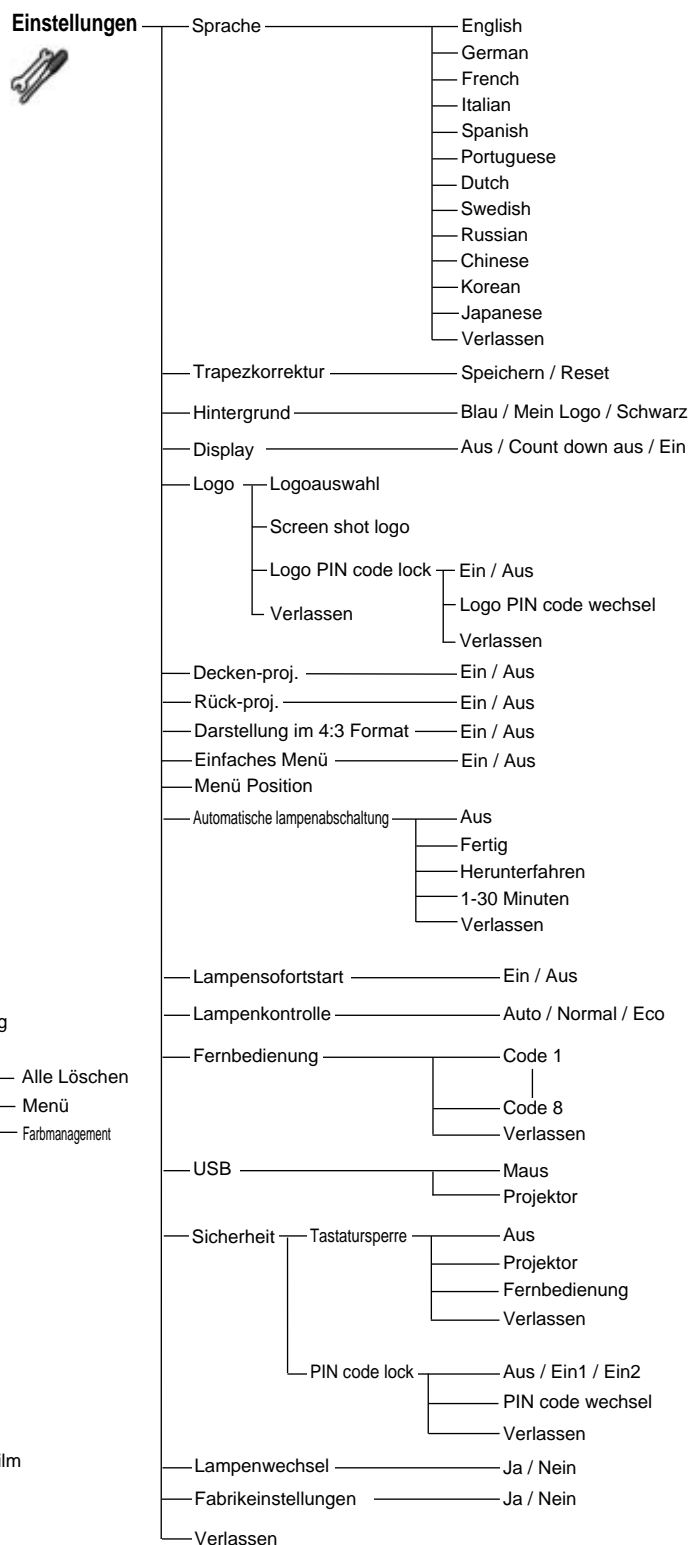 Einstellungen Sprache English
German
French
Italian
Spanish
Portuguese
Dutch
Swedish
Russian
Chinese
Korean
Japanese
Verlassen
Trapezkorrektur Speichern / Reset
Hintergrund Blau / Mein Logo / Schwarz
Display Aus / Count down aus / Ein
Logo Logoauswahl
Screen shot logo
Logo PIN code lock Ein / Aus
Logo PIN code wechsel
Verlassen
Verlassen
Decken-proj. Ein / Aus
Rück-proj. Ein / Aus
Darstellung im 4:3 Format Ein / Aus
Einfaches Menü Ein / Aus
Menü Position
Automatische lampenabschaltung Aus
Fertig
Herunterfahren
1-30 Minuten
Verlassen
Lampensofortstart Ein / Aus
Lampenkontrolle Auto / Normal / Eco
g
Fernbedienung Code 1
Code 8
Verlassen
Alle Löschen
Menü
Farbmanagement
USB Maus
Projektor
Sicherheit Tastatursperre Aus
Projektor
Fernbedienung
Verlassen
PIN code lock Aus / Ein1 / Ein2
PIN code wechsel
Verlassen
ilm
Lampenwechsel Ja / Nein
Fabrikeinstellungen Ja / Nein
Verlassen